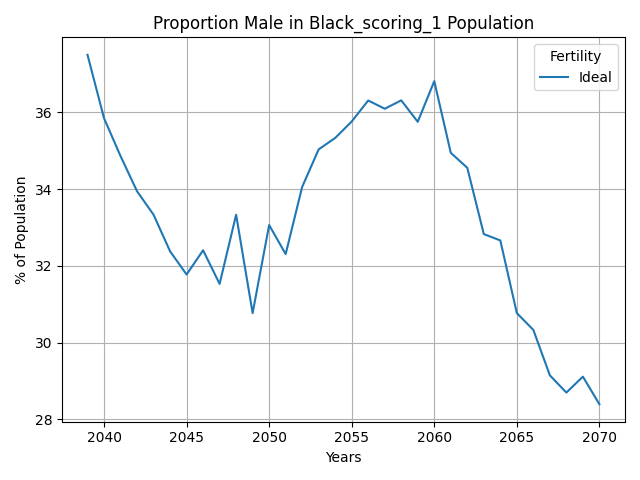 Proportion Male in Black_scoring_1 Population
Fertility
Ideal
36
34
32
30
28
% of Population
2040 2045 2050 2055 2060 2065 2070
Years